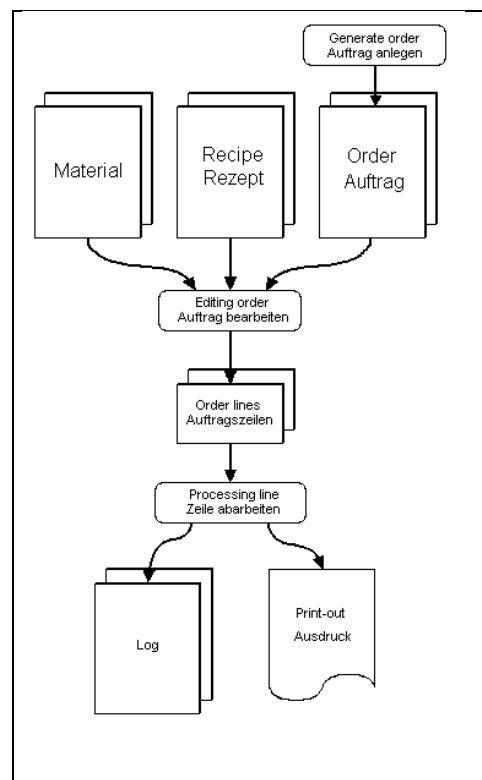 Generate order
Auftrag anlegen
Material
Recipe
Rezept
Order
Auftrag
Editing order
Auftrag bearbeiten
Order lines
Auftragszeilen
Processing line
Zeile abarbeiten
Log
Print-out
Ausdruck